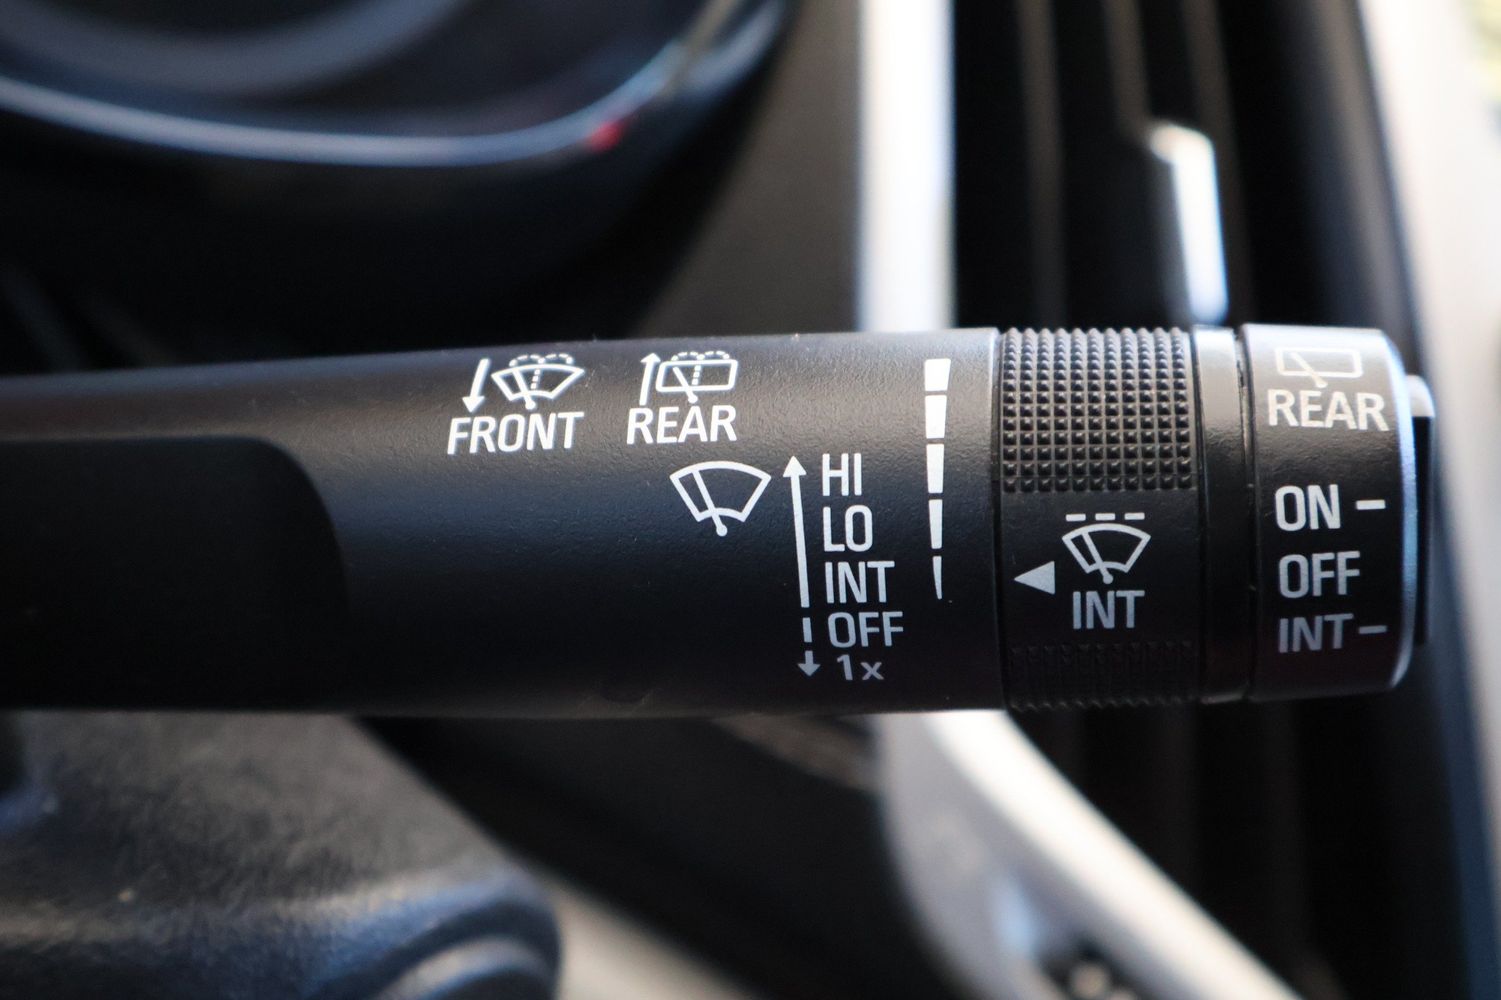 FRONT
REAR
HI
LO
INT
OFF
1x
INT
REAR
ON –
OFF
INT –